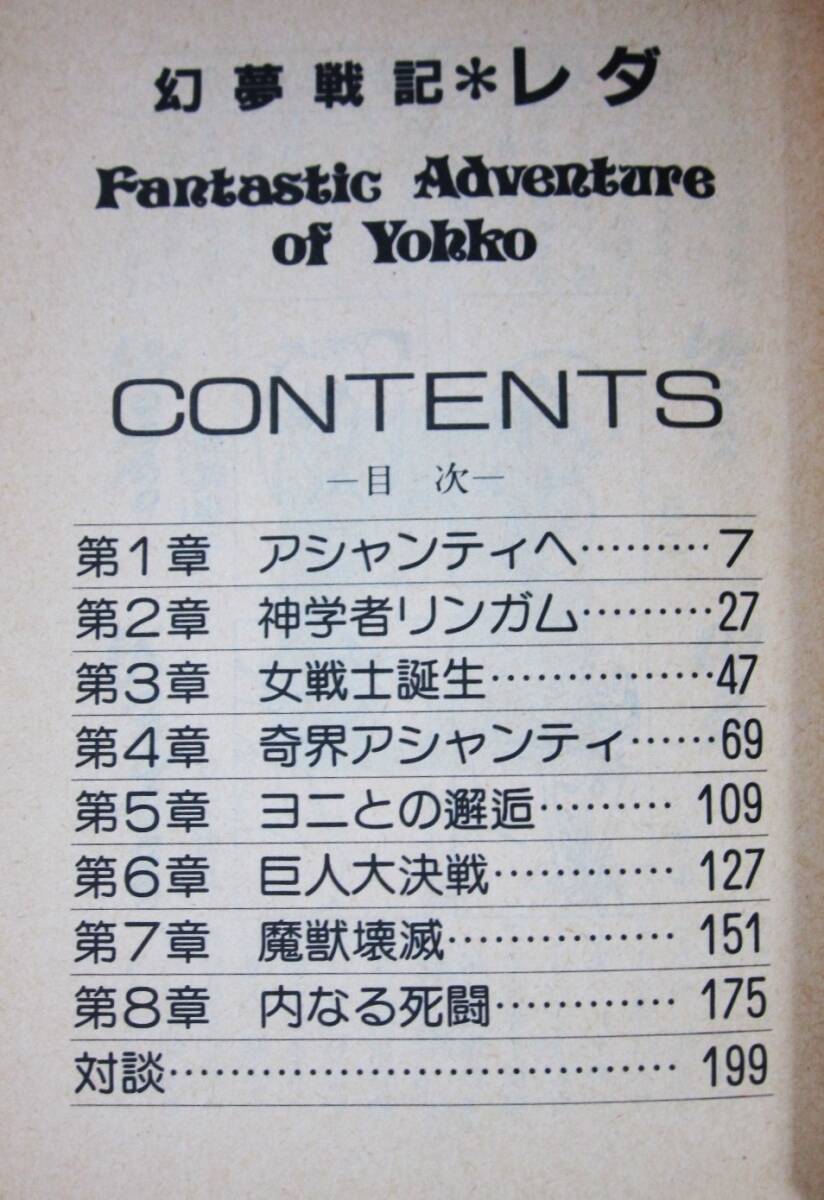 幻夢戦記*レダ
Fantastic Adventure
of Yohko
CONTENTS
—目 次—
第1章 アシャンティへ………7
第2章 神学者リンガム………27
第3章 女戦士誕生……………47
第4章 奇界アシャンティ……69
第5章 ヨニとの邂逅……… 109
第6章 巨人大決戦………… 127
第7章 魔獣壊滅…………… 151
第8章 内なる死闘………… 175
対談………………………………… 199